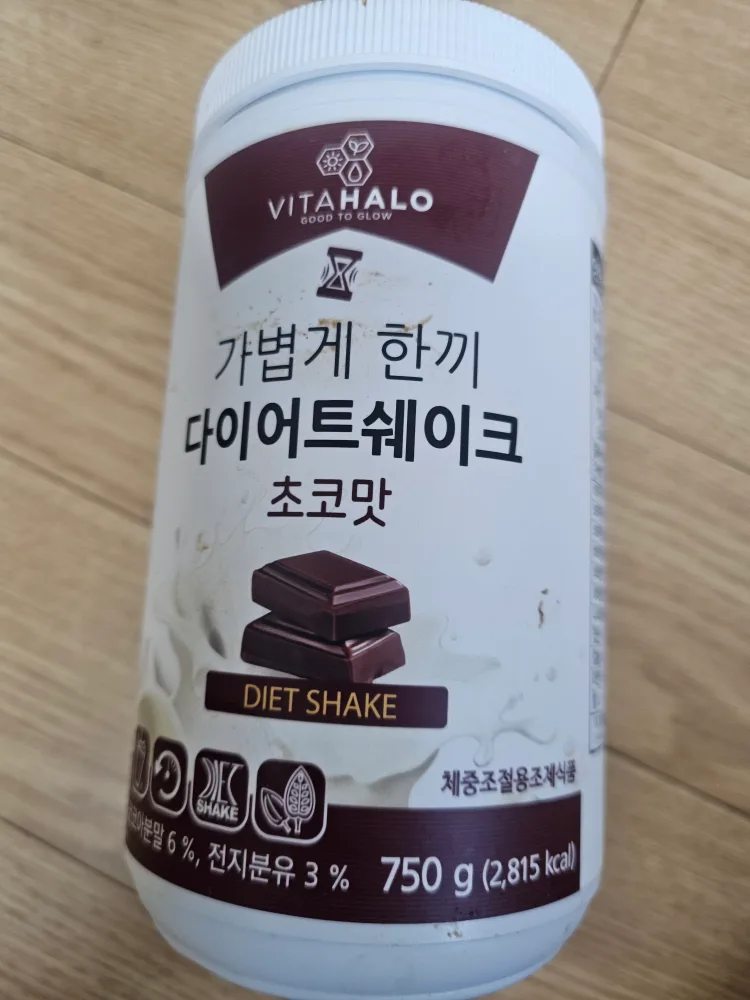 VITAHALO
GOOD TO GLOW
가볍게 한끼
다이어트쉐이크
초코맛
DIET SHAKE
체중조절용조제식품
SHAKE
6 %, 전지분유 3 %
750 g (2,815 kcal)